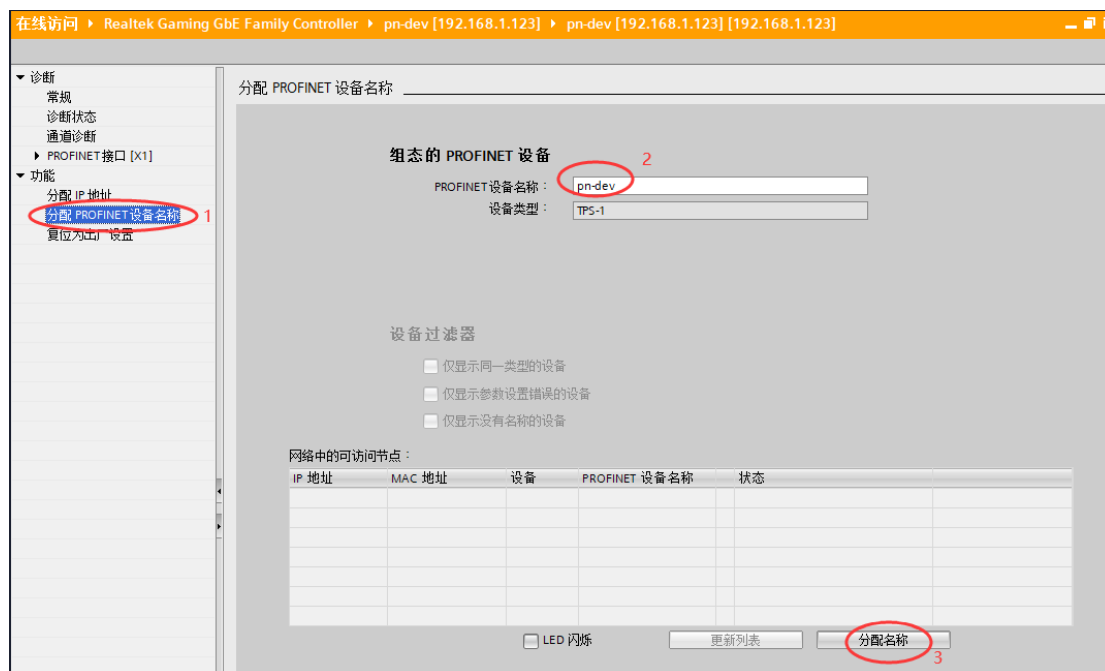 在线访问 ▸ Realtek Gaming GbE Family Controller ▸ pn-dev [192.168.1.123] ▸ pn-dev [192.168.1.123] [192.168.1.123]
诊断
常规
诊断状态
通道诊断
PROFINET接口 [X1]
功能
分配 IP 地址
分配 PROFINET设备名称 1
复位为出厂设置
分配 PROFINET 设备名称
组态的 PROFINET 设备 2
PROFINET设备名称: pn-dev
设备类型: TPS-1
设备过滤器
仅显示同一类型的设备
仅显示参数设置错误的设备
仅显示没有名称的设备
网络中的可访问节点:
IP 地址 MAC 地址 设备 PROFINET 设备名称 状态
LED 闪烁 更新列表 分配名称 3